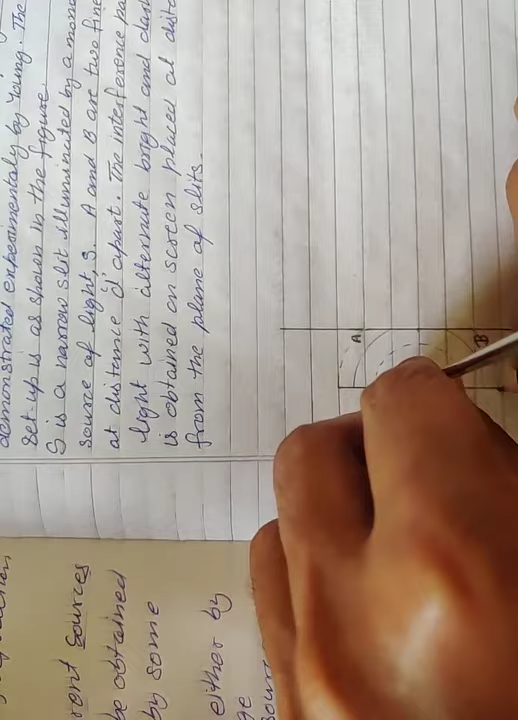 demonstrated experimentaly by Young. The
set-up is as shown in the figure
S is a narrow slit illuminated by a mono
source of light, S. A and B are two fine
at distance 'd' apart. The interference pa
light with alternate bright and dark
is obtained on screen placed at dist
from the plane of slits.
A
B
rent sources
be obtained
by some
either by
ge
sour